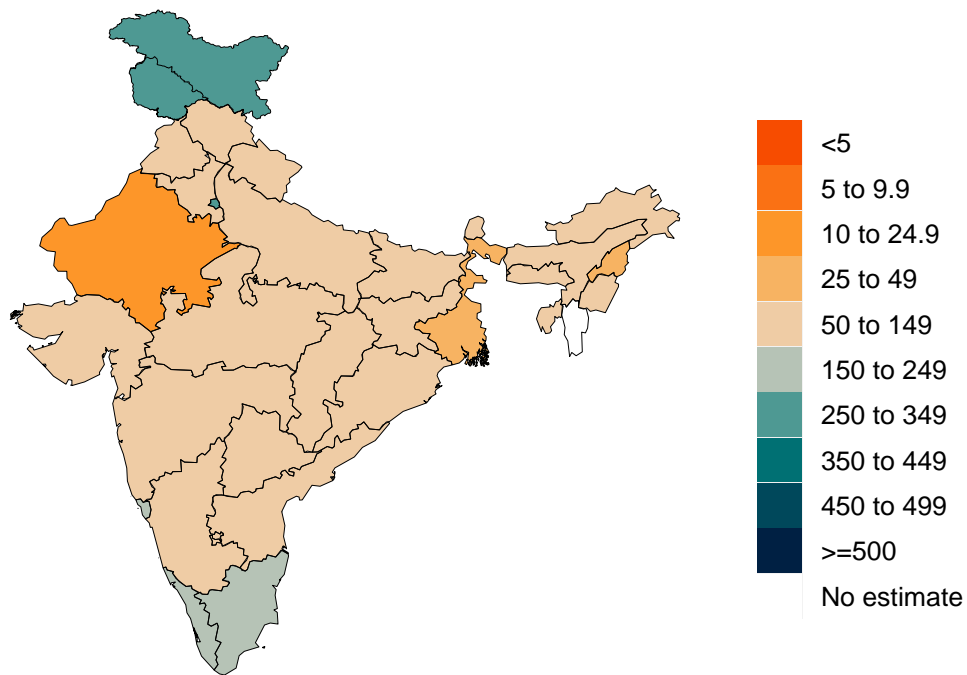 <5
5 to 9.9
10 to 24.9
25 to 49
50 to 149
150 to 249
250 to 349
350 to 449
450 to 499
>=500
No estimate